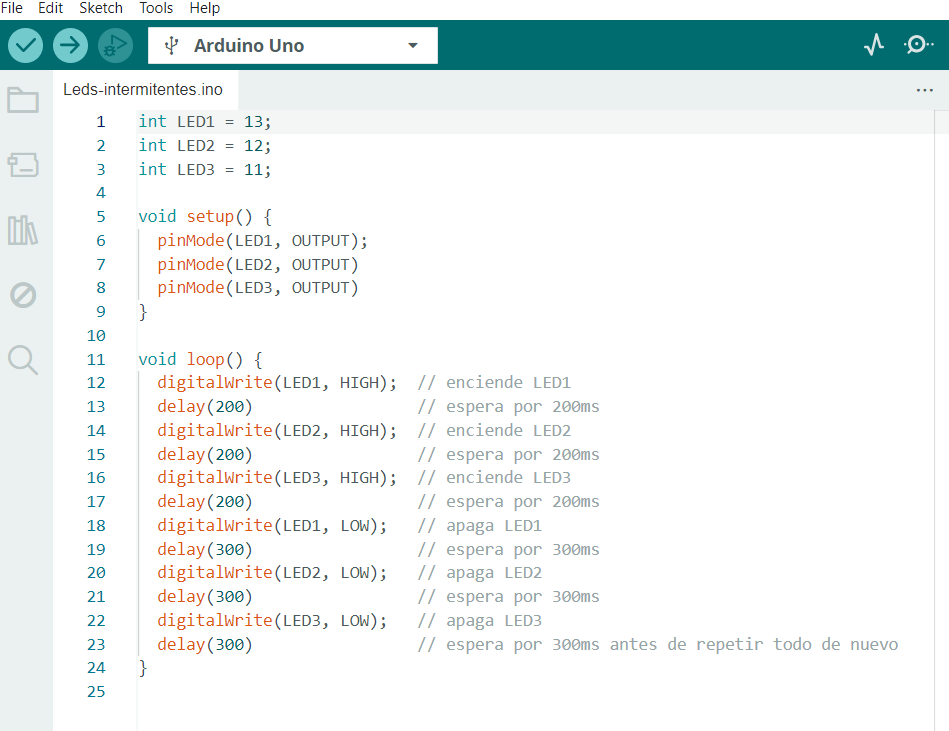 File Edit Sketch Tools Help
Arduino Uno
Leds-intermitentes.ino
1 int LED1 = 13;
2 int LED2 = 12;
3 int LED3 = 11;
4
5 void setup() {
6 pinMode(LED1, OUTPUT);
7 pinMode(LED2, OUTPUT)
8 pinMode(LED3, OUTPUT)
9 }
10
11 void loop() {
12 digitalWrite(LED1, HIGH); // enciende LED1
13 delay(200) // espera por 200ms
14 digitalWrite(LED2, HIGH); // enciende LED2
15 delay(200) // espera por 200ms
16 digitalWrite(LED3, HIGH); // enciende LED3
17 delay(200) // espera por 200ms
18 digitalWrite(LED1, LOW); // apaga LED1
19 delay(300) // espera por 300ms
20 digitalWrite(LED2, LOW); // apaga LED2
21 delay(300) // espera por 300ms
22 digitalWrite(LED3, LOW); // apaga LED3
23 delay(300) // espera por 300ms antes de repetir todo de nuevo
24 }
25